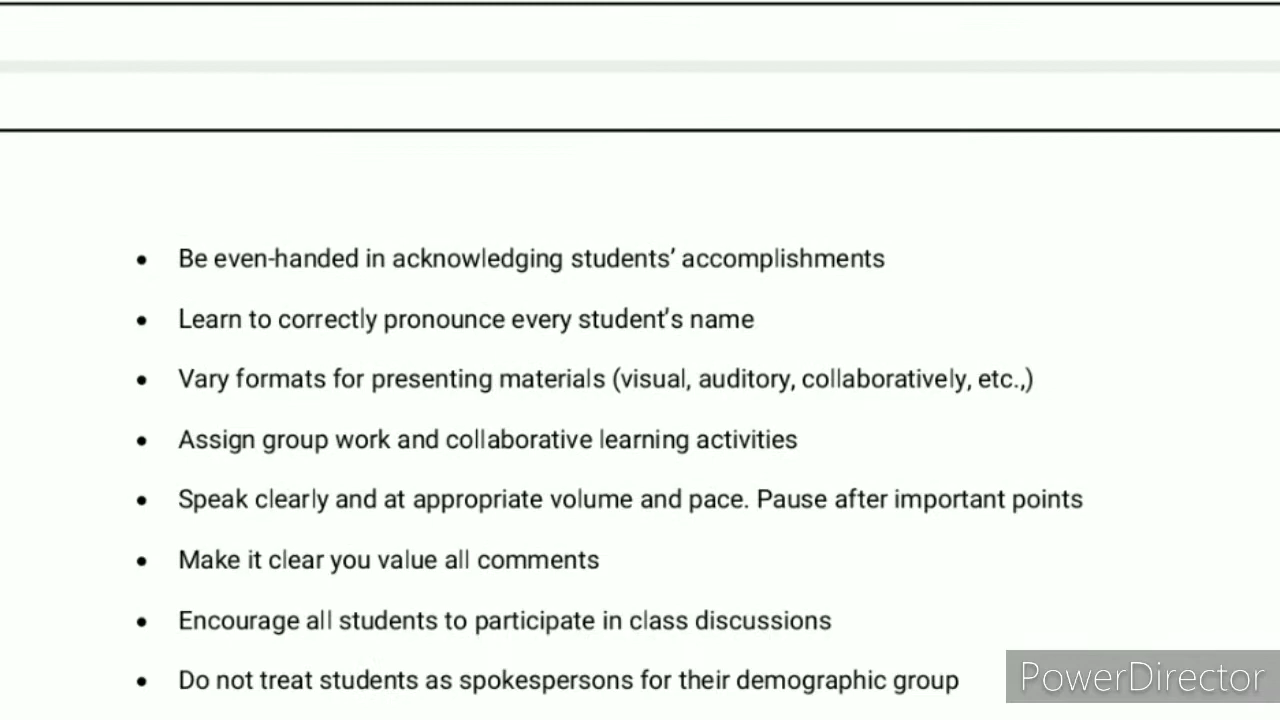 • Be even-handed in acknowledging students’ accomplishments
• Learn to correctly pronounce every student's name
• Vary formats for presenting materials (visual, auditory, collaboratively, etc.,)
• Assign group work and collaborative learning activities
• Speak clearly and at appropriate volume and pace. Pause after important points
• Make it clear you value all comments
• Encourage all students to participate in class discussions
• Do not treat students as spokespersons for their demographic group
PowerDirector